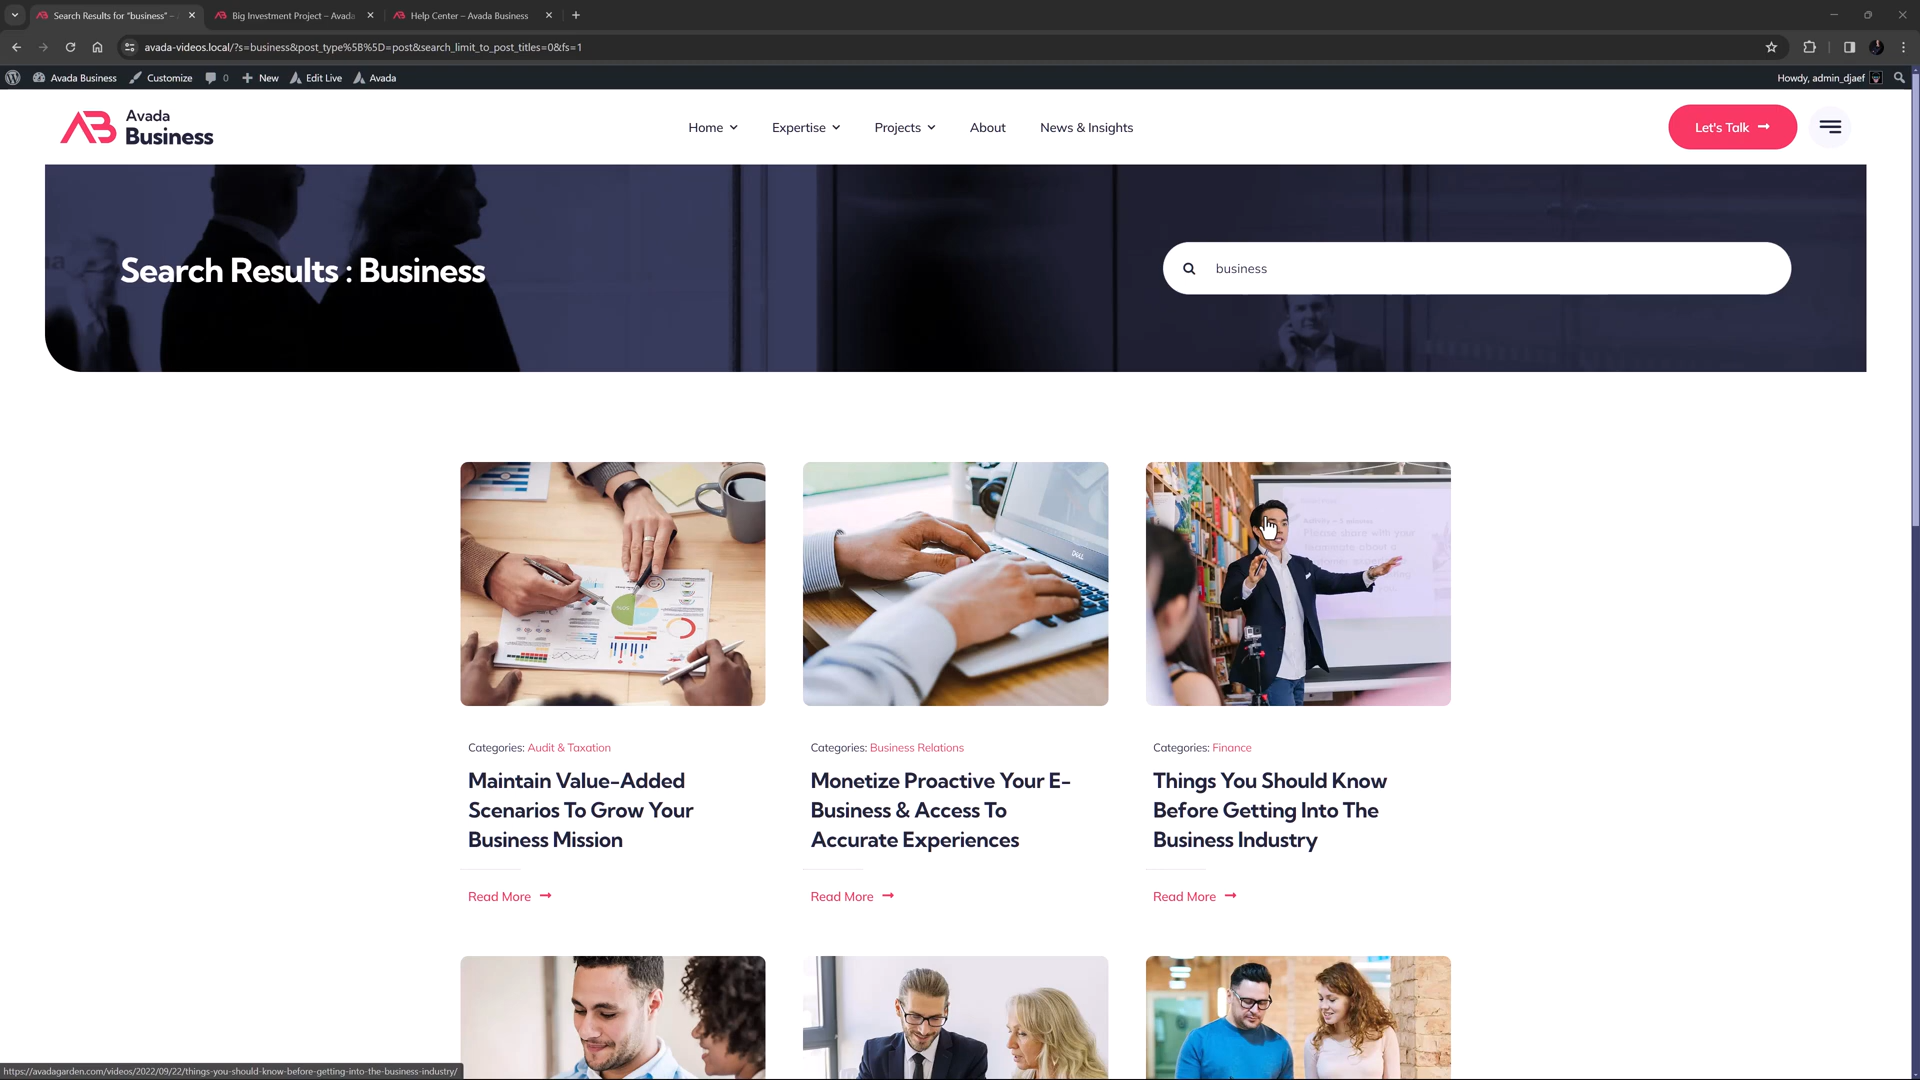 Search Results for "business" –
Big Investment Project – Avada
Help Center – Avada Business
avada-videos.local/?s=business&post_type%5B%5D=post&search_limit_to_post_titles=0&fs=1
Avada Business
Customize
0
New
Edit Live
Avada
Howdy, admin_djaef
Avada
Business
Home
Expertise
Projects
About
News & Insights
Let's Talk
Search Results : Business
business
DELL
Categories: Audit & Taxation
Maintain Value-Added
Scenarios To Grow Your
Business Mission
Read More
Categories: Business Relations
Monetize Proactive Your E-
Business & Access To
Accurate Experiences
Read More
Categories: Finance
Things You Should Know
Before Getting Into The
Business Industry
Read More
https://avadagarden.com/videos/2022/09/22/things-you-should-know-before-getting-into-the-business-industry/